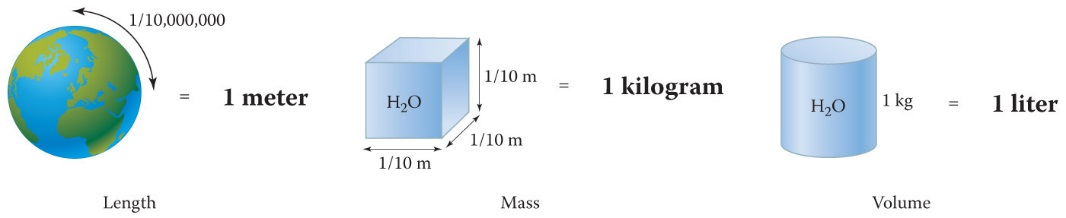 1/10,000,000
= 1 meter
Length
H₂O
1/10 m
1/10 m
1/10 m
= 1 kilogram
Mass
H₂O
1 kg
= 1 liter
Volume